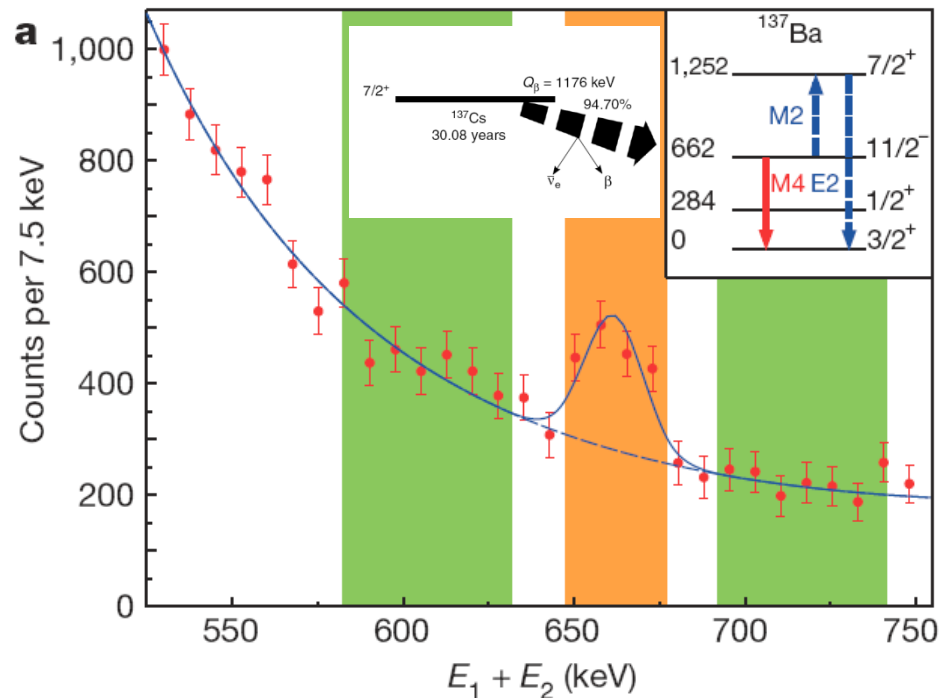 a
Counts per 7.5 keV
1,000
800
600
400
200
0
550
600
650
700
750
E₁ + E₂ (keV)
7/2⁺
Qᵦ = 1176 keV
94.70%
¹³⁷Cs
30.08 years
ν̄ₑ
β
¹³⁷Ba
1,252
7/2⁺
M2
662
11/2⁻
M4
E2
284
1/2⁺
0
3/2⁺